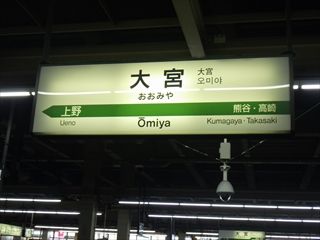 大宮
大宮
오미야
おおみや
上野
熊谷・高崎
Ueno
Ōmiya
Kumagaya・Takasaki